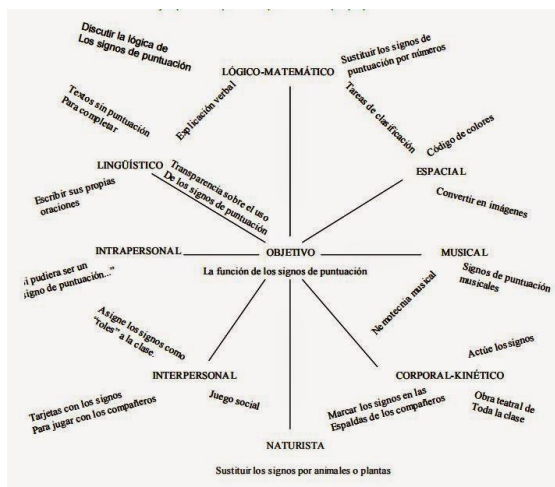 Discutir la lógica de
Los signos de puntuación
Sustituir los signos de
puntuación por números
LÓGICO-MATEMÁTICO
Explicación verbal
Tareas de clasificación
Textos sin puntuación
Para completar
Código de colores
LINGÜÍSTICO
Transparencia sobre el uso
De los signos de puntuación
ESPACIAL
Escribir sus propias
oraciones
Convertir en imágenes
INTRAPERSONAL
OBJETIVO
MUSICAL
La función de los signos de puntuación
Signos de puntuación
musicales
i pudiera ser un
igno de puntuación..."
Nemotecnia musical
Asigne los signos como
"roles" a la clase.
Actúe los signos
INTERPERSONAL
CORPORAL-KINÉTICO
Tarjetas con los signos
Para jugar con los compañeros
Juego social
Marcar los signos en las
Espaldas de los compañeros
Obra teatral de
Toda la clase
NATURISTA
Sustituir los signos por animales o plantas